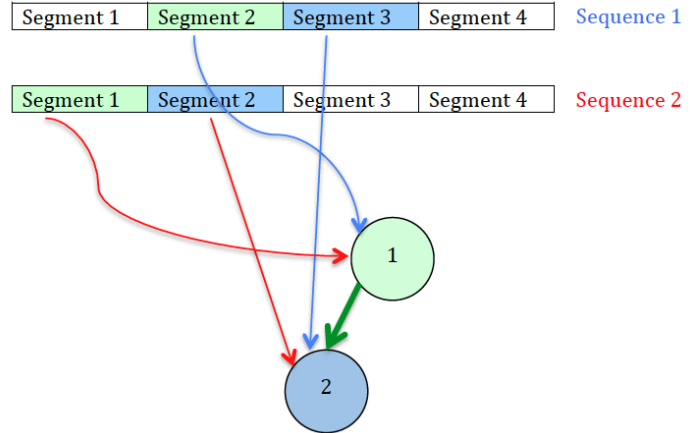 Segment 1 Segment 2 Segment 3 Segment 4 Sequence 1
Segment 1 Segment 2 Segment 3 Segment 4 Sequence 2
1
2